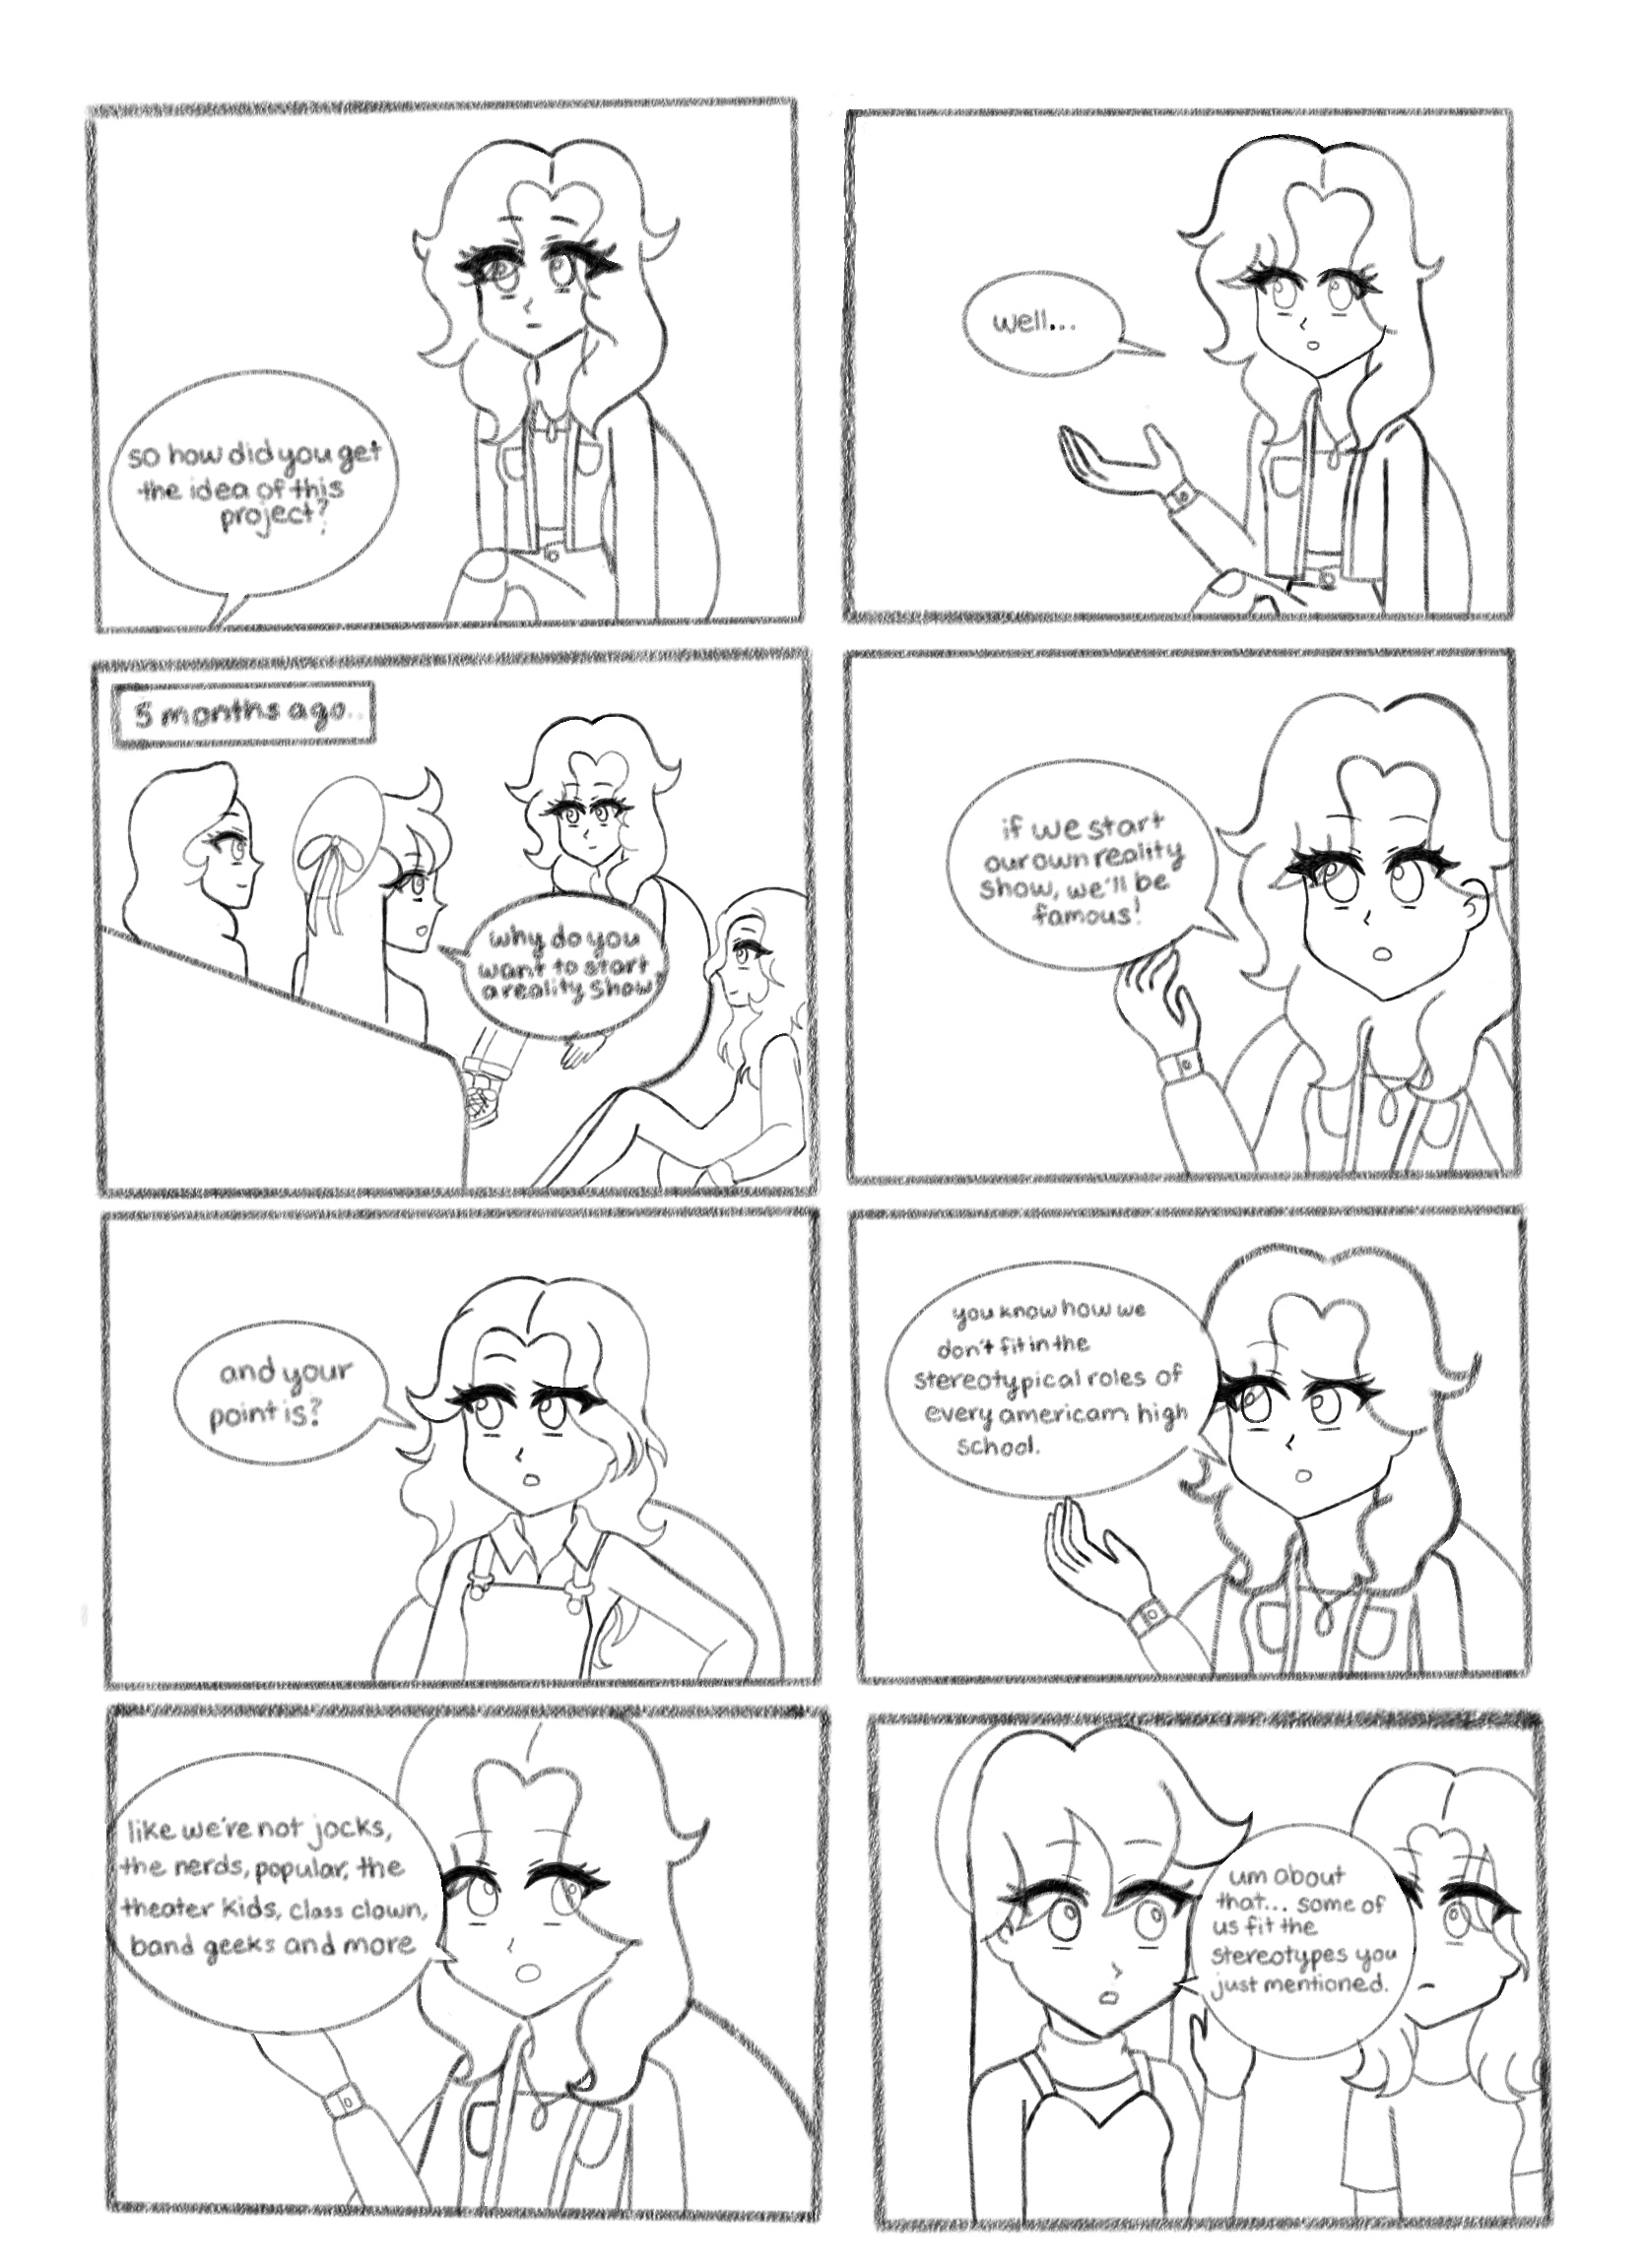 so how did you get
the idea of this
project?
well...
5 months ago..
why do you
want to start
a reality show?
if we start
our own reality
show, we'll be
famous!
and your
point is?
you know how we
don't fit in the
stereotypical roles of
every americam high
school.
like we're not jocks,
the nerds, popular, the
theater kids, class clown,
band geeks and more
um about
that... some of
us fit the
stereotypes you
just mentioned.